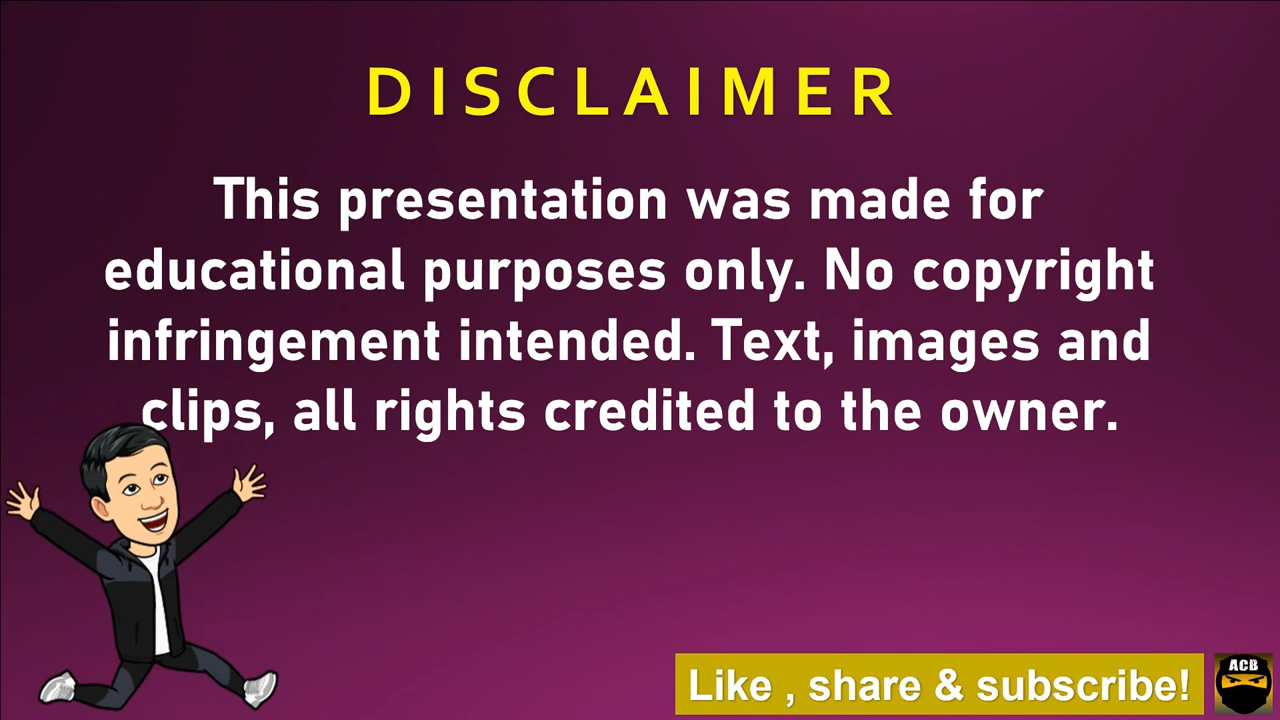 DISCLAIMER
This presentation was made for
educational purposes only. No copyright
infringement intended. Text, images and
clips, all rights credited to the owner.
Like , share & subscribe!
ACB